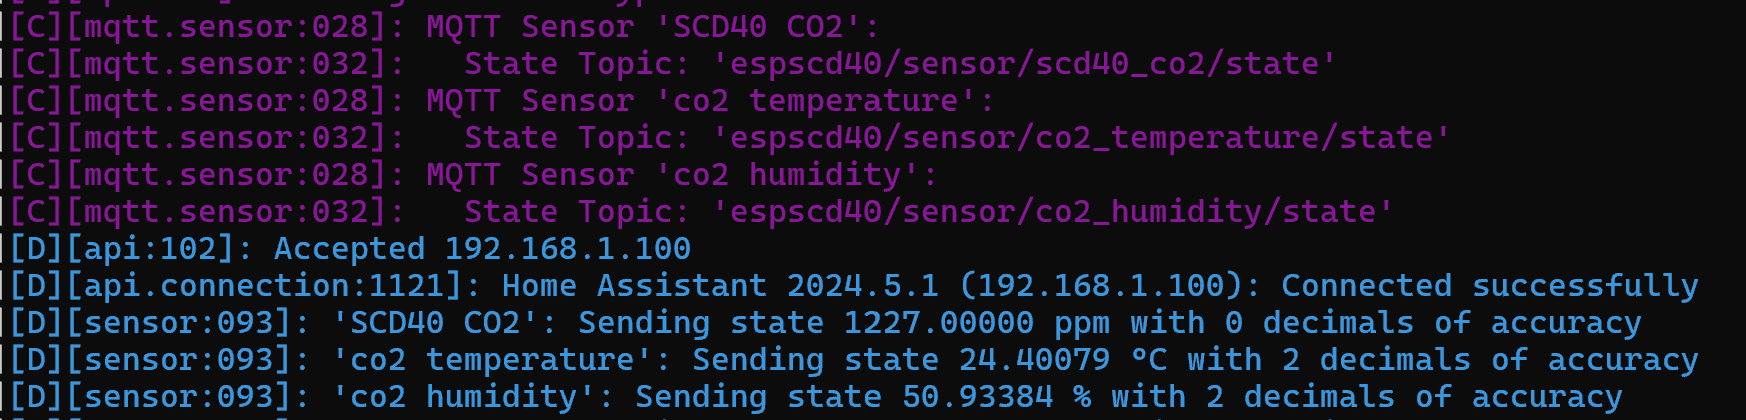 [C][mqtt.sensor:028]: MQTT Sensor 'SCD40 CO2':
[C][mqtt.sensor:032]:   State Topic: 'espscd40/sensor/scd40_co2/state'
[C][mqtt.sensor:028]: MQTT Sensor 'co2 temperature':
[C][mqtt.sensor:032]:   State Topic: 'espscd40/sensor/co2_temperature/state'
[C][mqtt.sensor:028]: MQTT Sensor 'co2 humidity':
[C][mqtt.sensor:032]:   State Topic: 'espscd40/sensor/co2_humidity/state'
[D][api:102]: Accepted 192.168.1.100
[D][api.connection:1121]: Home Assistant 2024.5.1 (192.168.1.100): Connected successfully
[D][sensor:093]: 'SCD40 CO2': Sending state 1227.00000 ppm with 0 decimals of accuracy
[D][sensor:093]: 'co2 temperature': Sending state 24.40079 °C with 2 decimals of accuracy
[D][sensor:093]: 'co2 humidity': Sending state 50.93384 % with 2 decimals of accuracy